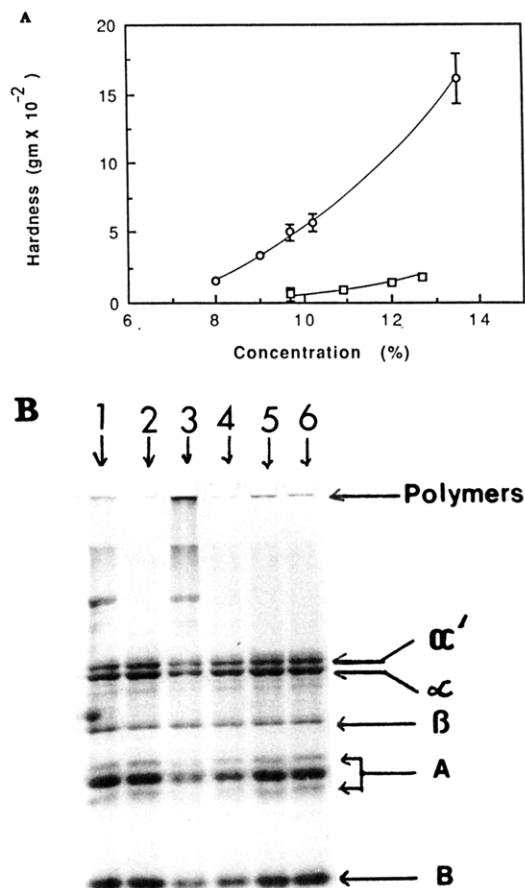 A
20
15
10
5
0
Hardness (gm X 10⁻²)
6 8 10 12 14
Concentration (%)
B
1 2 3 4 5 6
Polymers
α′
α
β
A
B